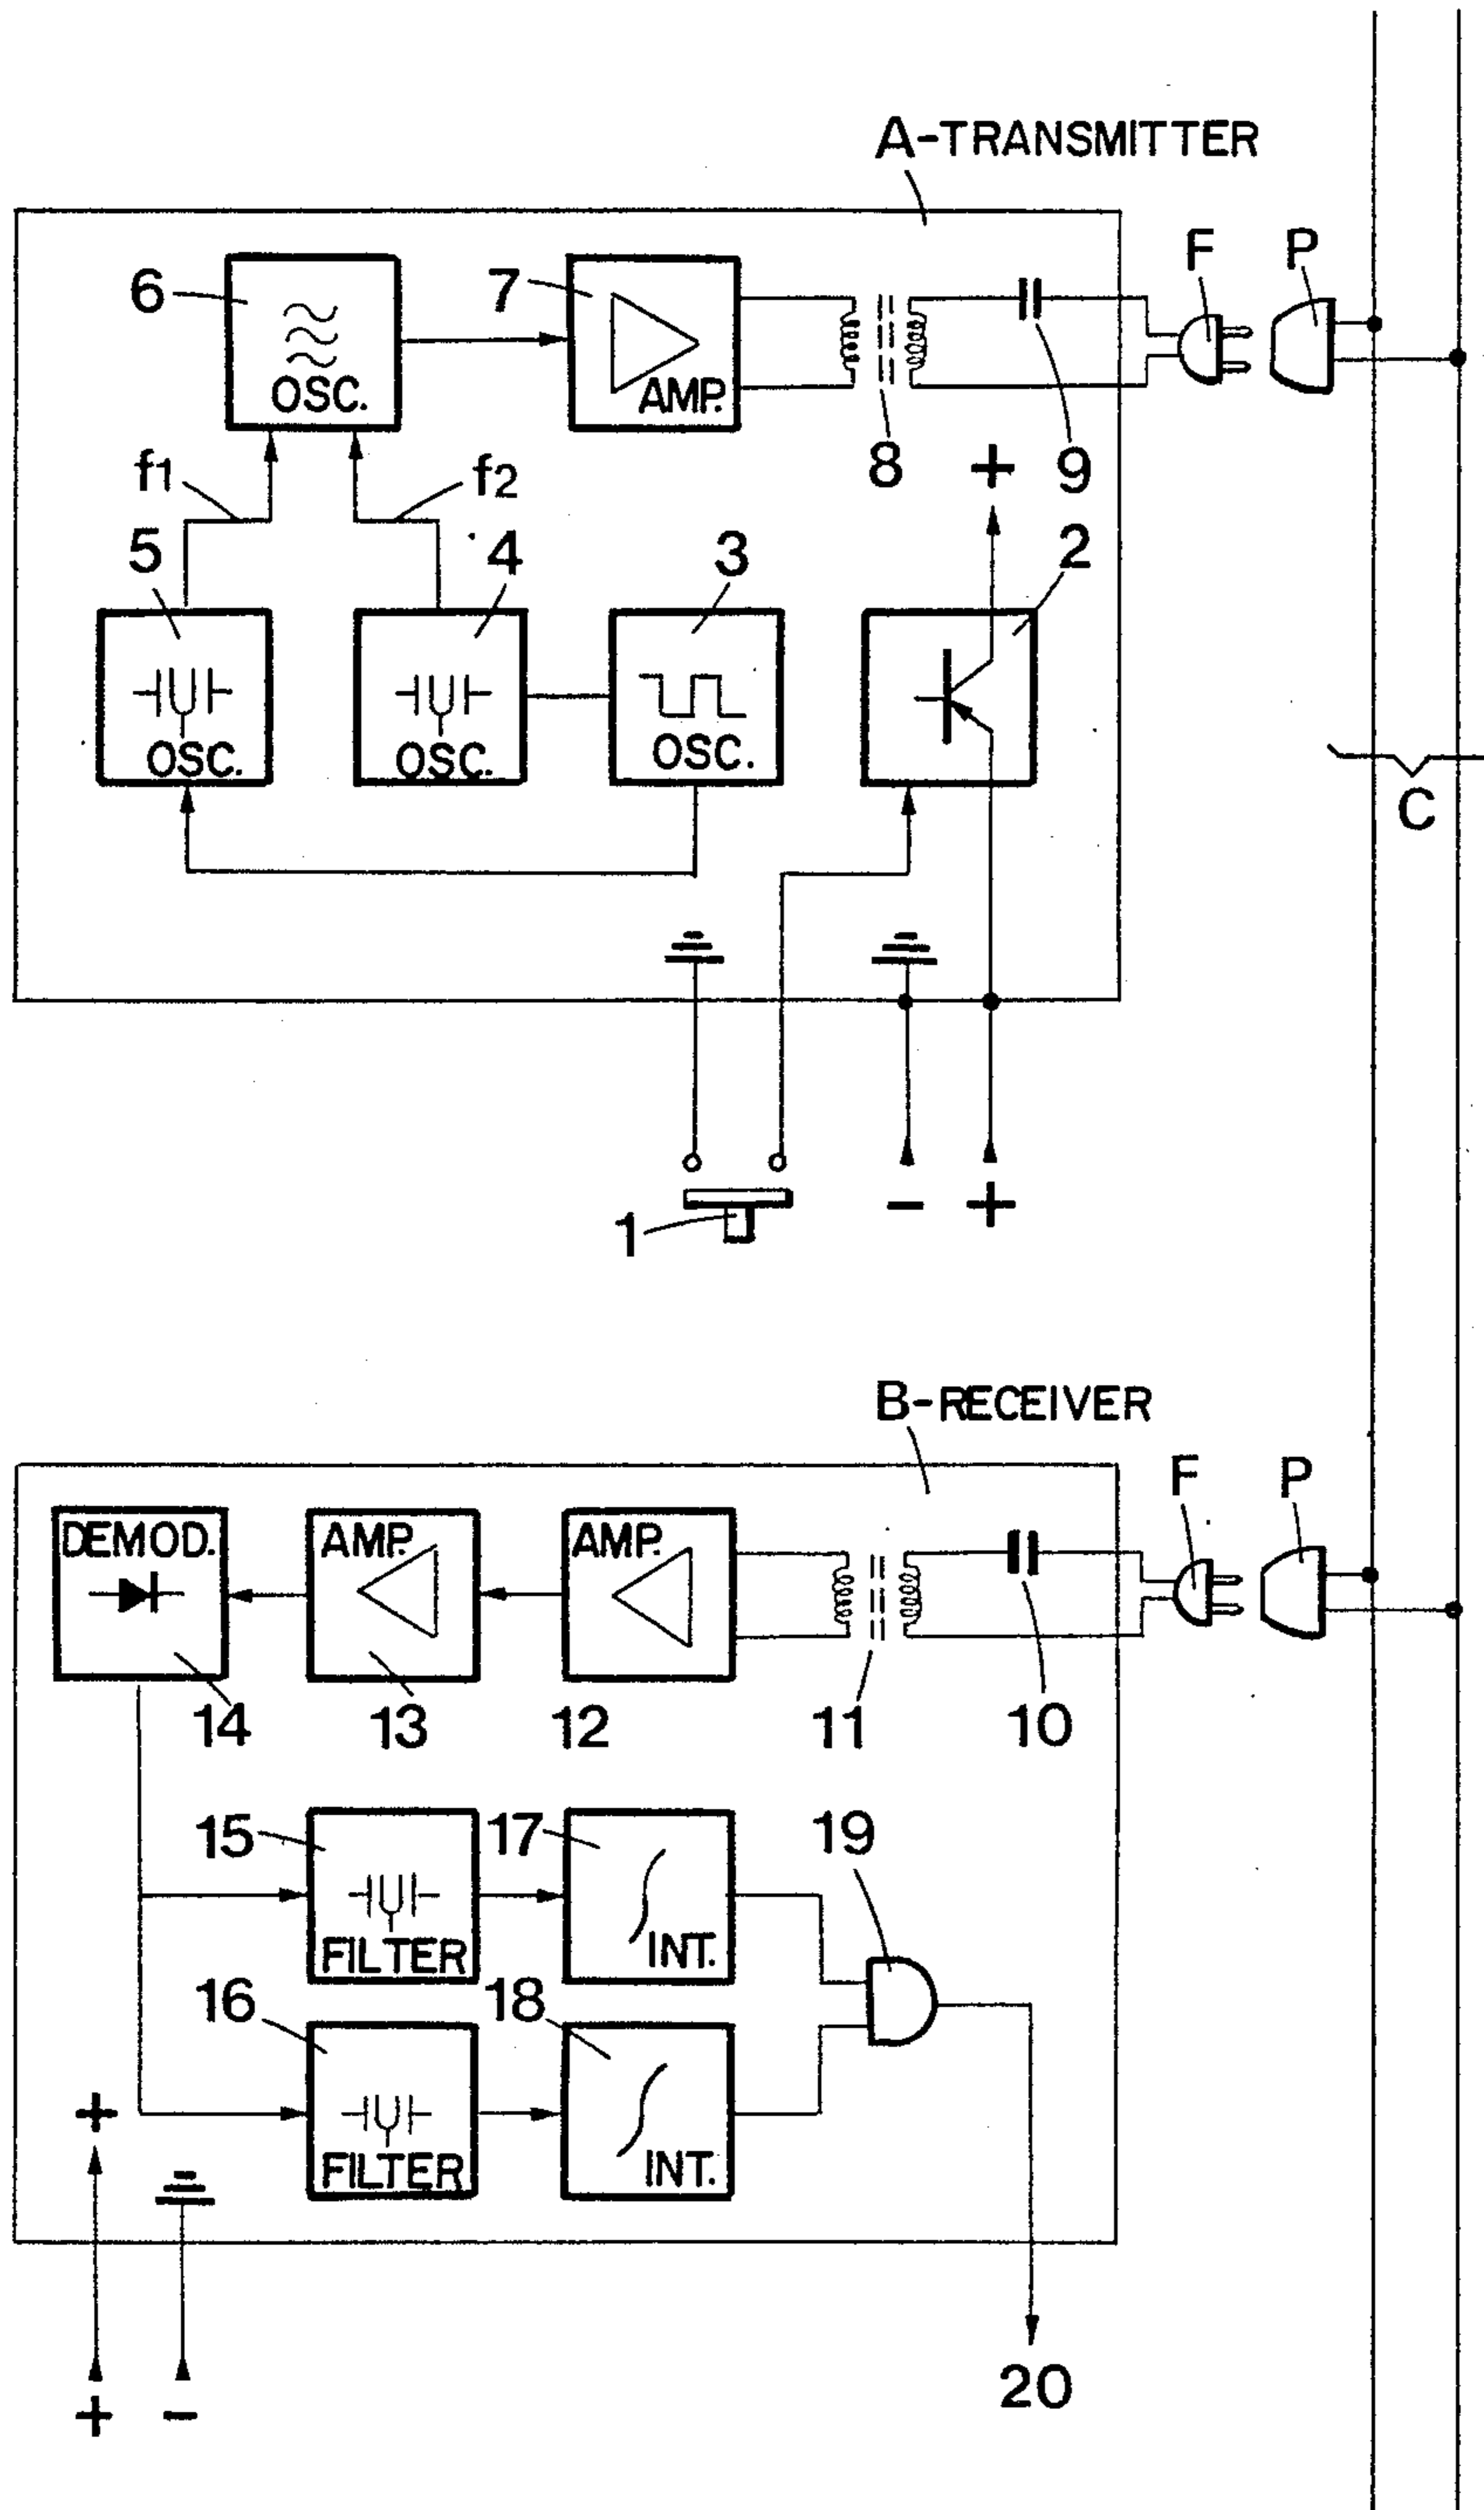 A-TRANSMITTER
F P
6 7
OSC. AMP.
8 + 9
f1 f2
5 4 3 2
OSC. OSC. OSC.
C
1 - +
B-RECEIVER
F P
DEMOD. AMP. AMP.
14 13 12 11 10
15 17 19
FILTER INT.
16 18
+
FILTER INT.
+ - 20